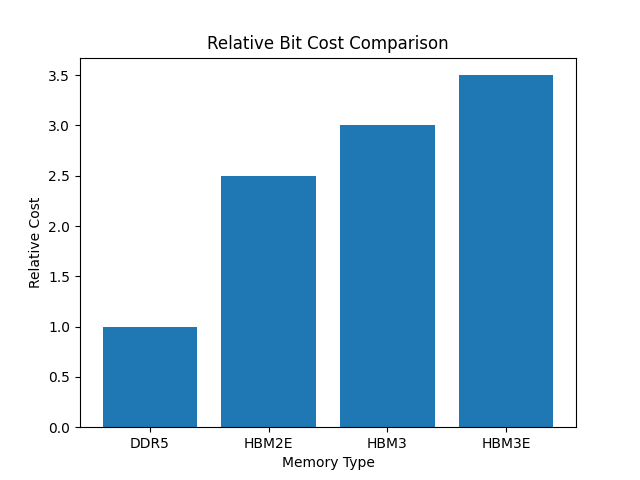 Relative Bit Cost Comparison
Relative Cost
3.5
3.0
2.5
2.0
1.5
1.0
0.5
0.0
DDR5 HBM2E HBM3 HBM3E
Memory Type